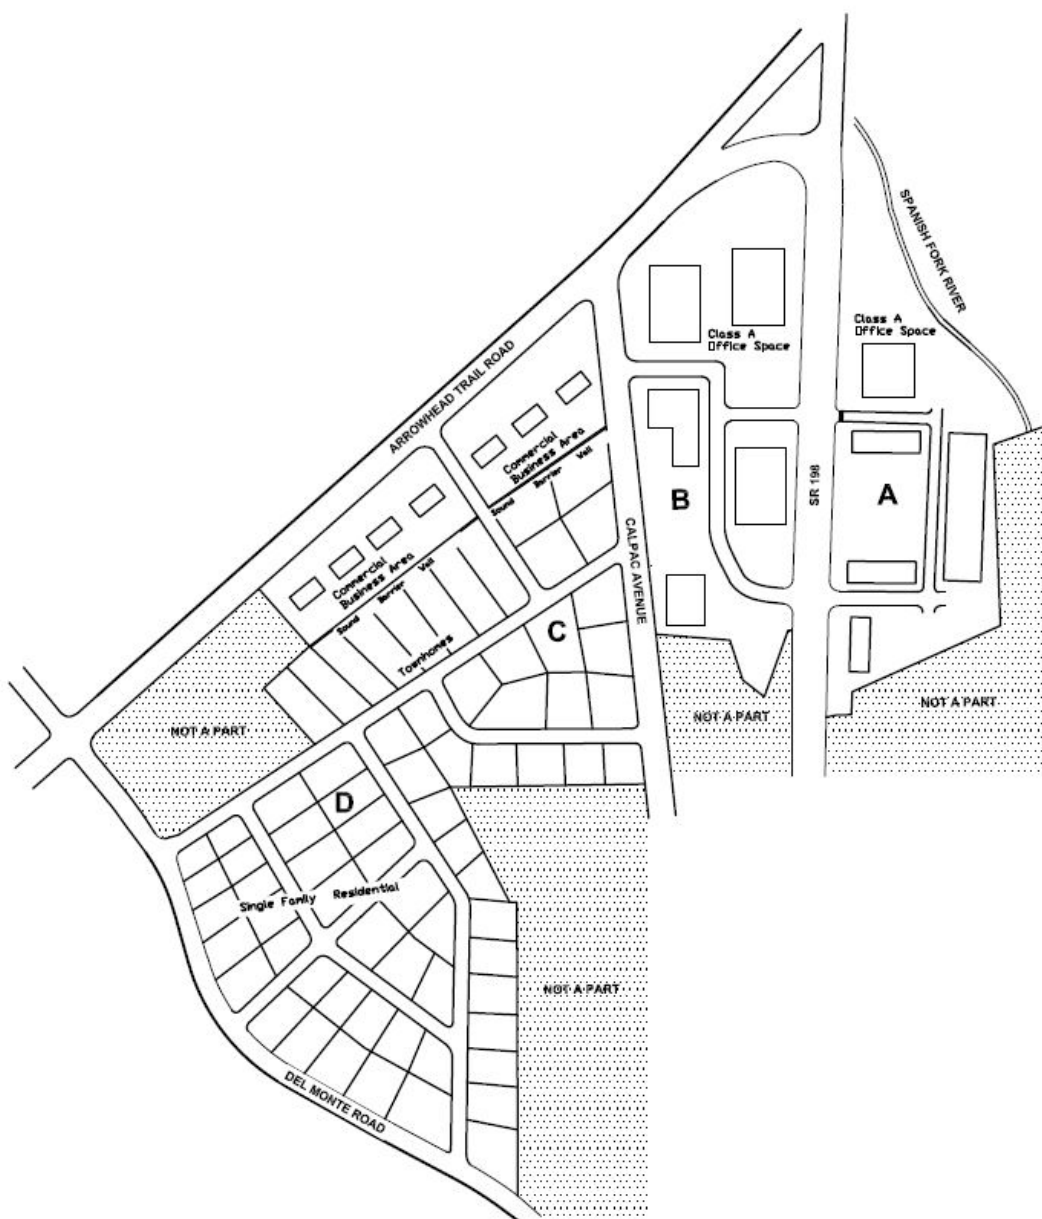 SPANISH FORK RIVER
Class A
Office Space
Class A
Office Space
ARROWHEAD TRAIL ROAD
Commercial
Business Area
Sound Barrier Wall
SR 198
A
B
CALPAC AVENUE
Commercial
Business Area
Sound Barrier Wall
C
Townhomes
NOT A PART
NOT A PART
NOT A PART
D
Single Family Residential
NOT A PART
DEL MONTE ROAD